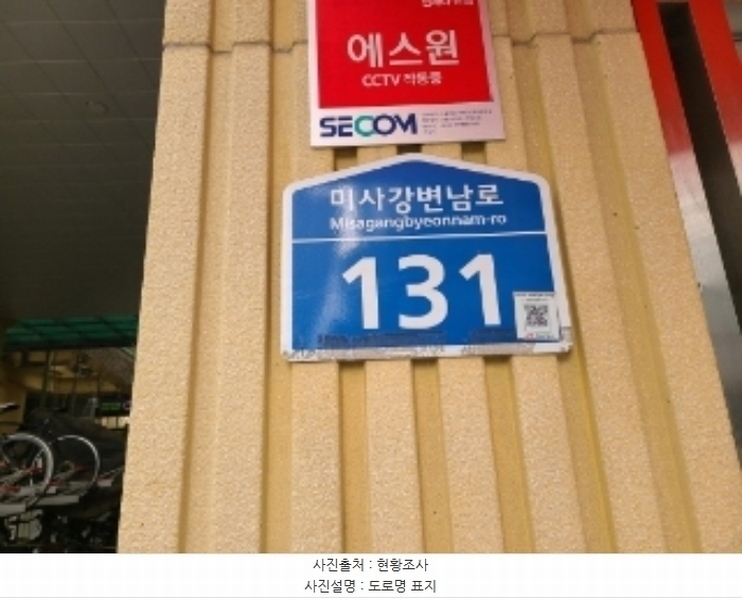 에스원
CCTV 작동중
SECOM
미사강변남로
Misagangbyeonnam-ro
131
사진출처 : 현황조사
사진설명 : 도로명 표지